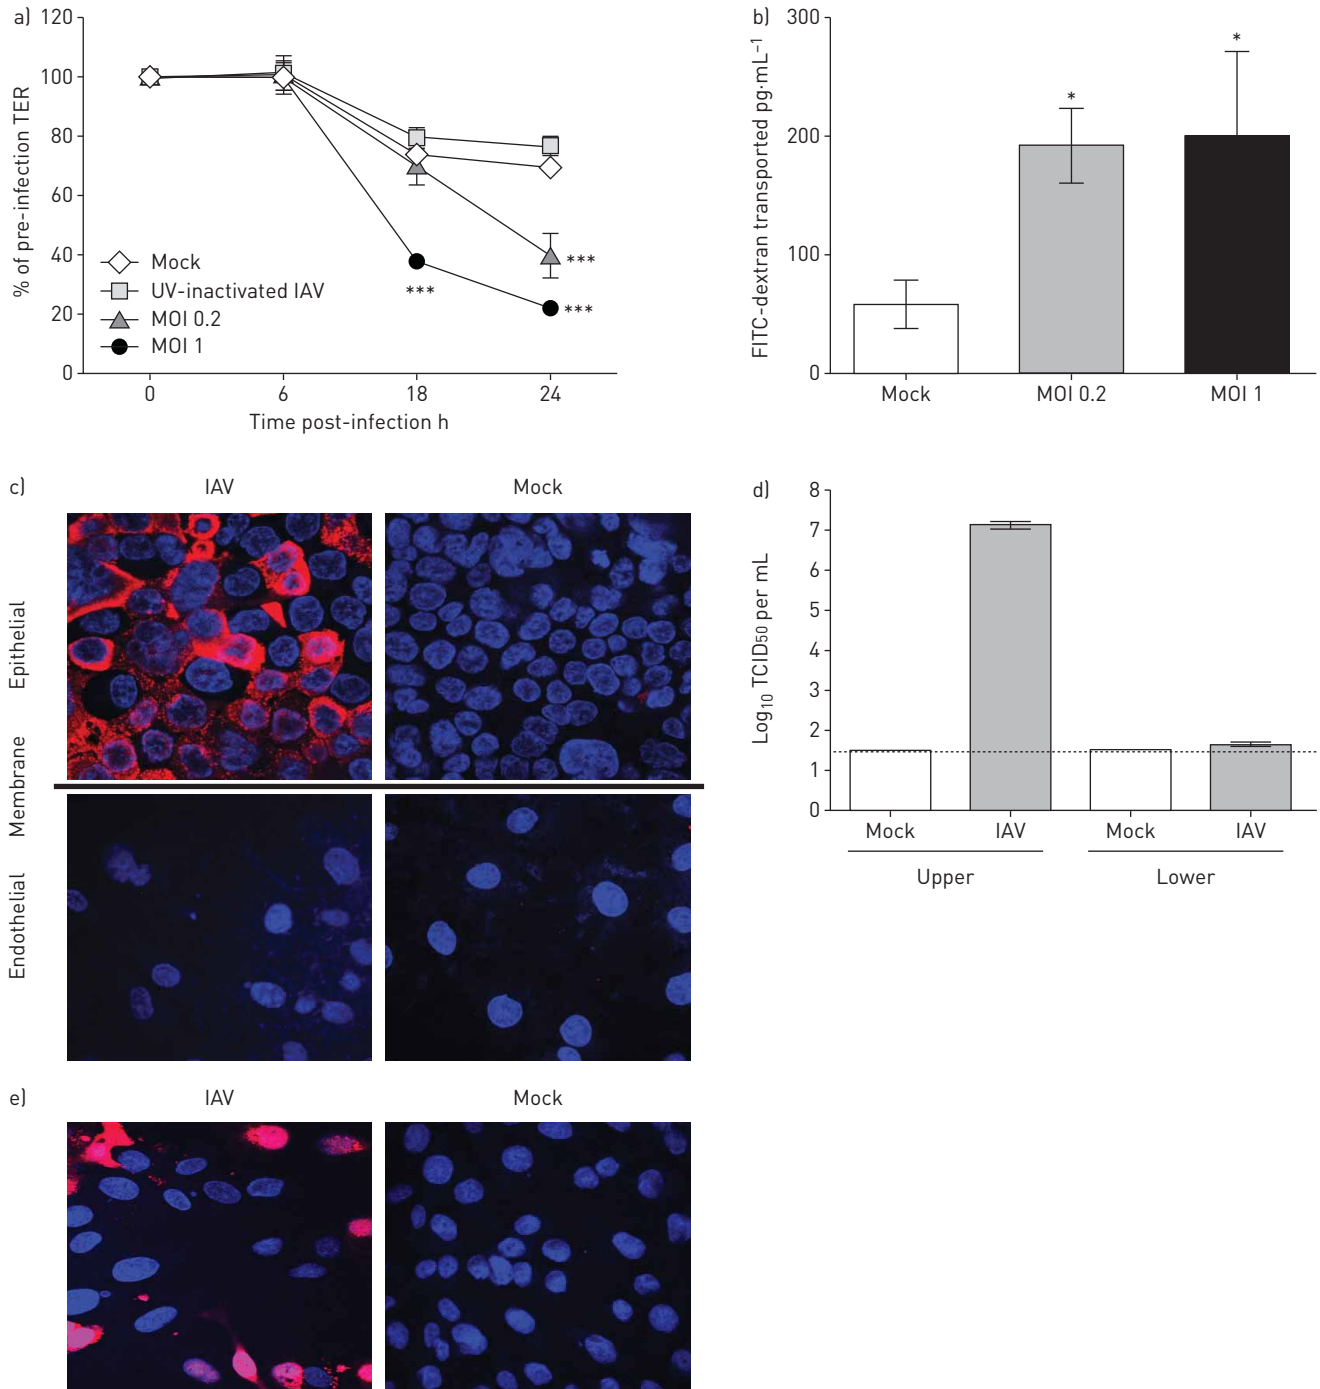 a)
120
100
80
60
40
20
0
% of pre-infection TER
Mock
UV-inactivated IAV
MOI 0.2
MOI 1
***
***
***
0 6 18 24
Time post-infection h
b)
300
200
100
0
FITC-dextran transported pg·mL⁻¹
*
*
Mock MOI 0.2 MOI 1
c)
IAV Mock
Epithelial
Membrane
Endothelial
d)
8
7
6
5
4
3
2
1
0
Log₁₀ TCID₅₀ per mL
Mock IAV Mock IAV
Upper Lower
e)
IAV Mock